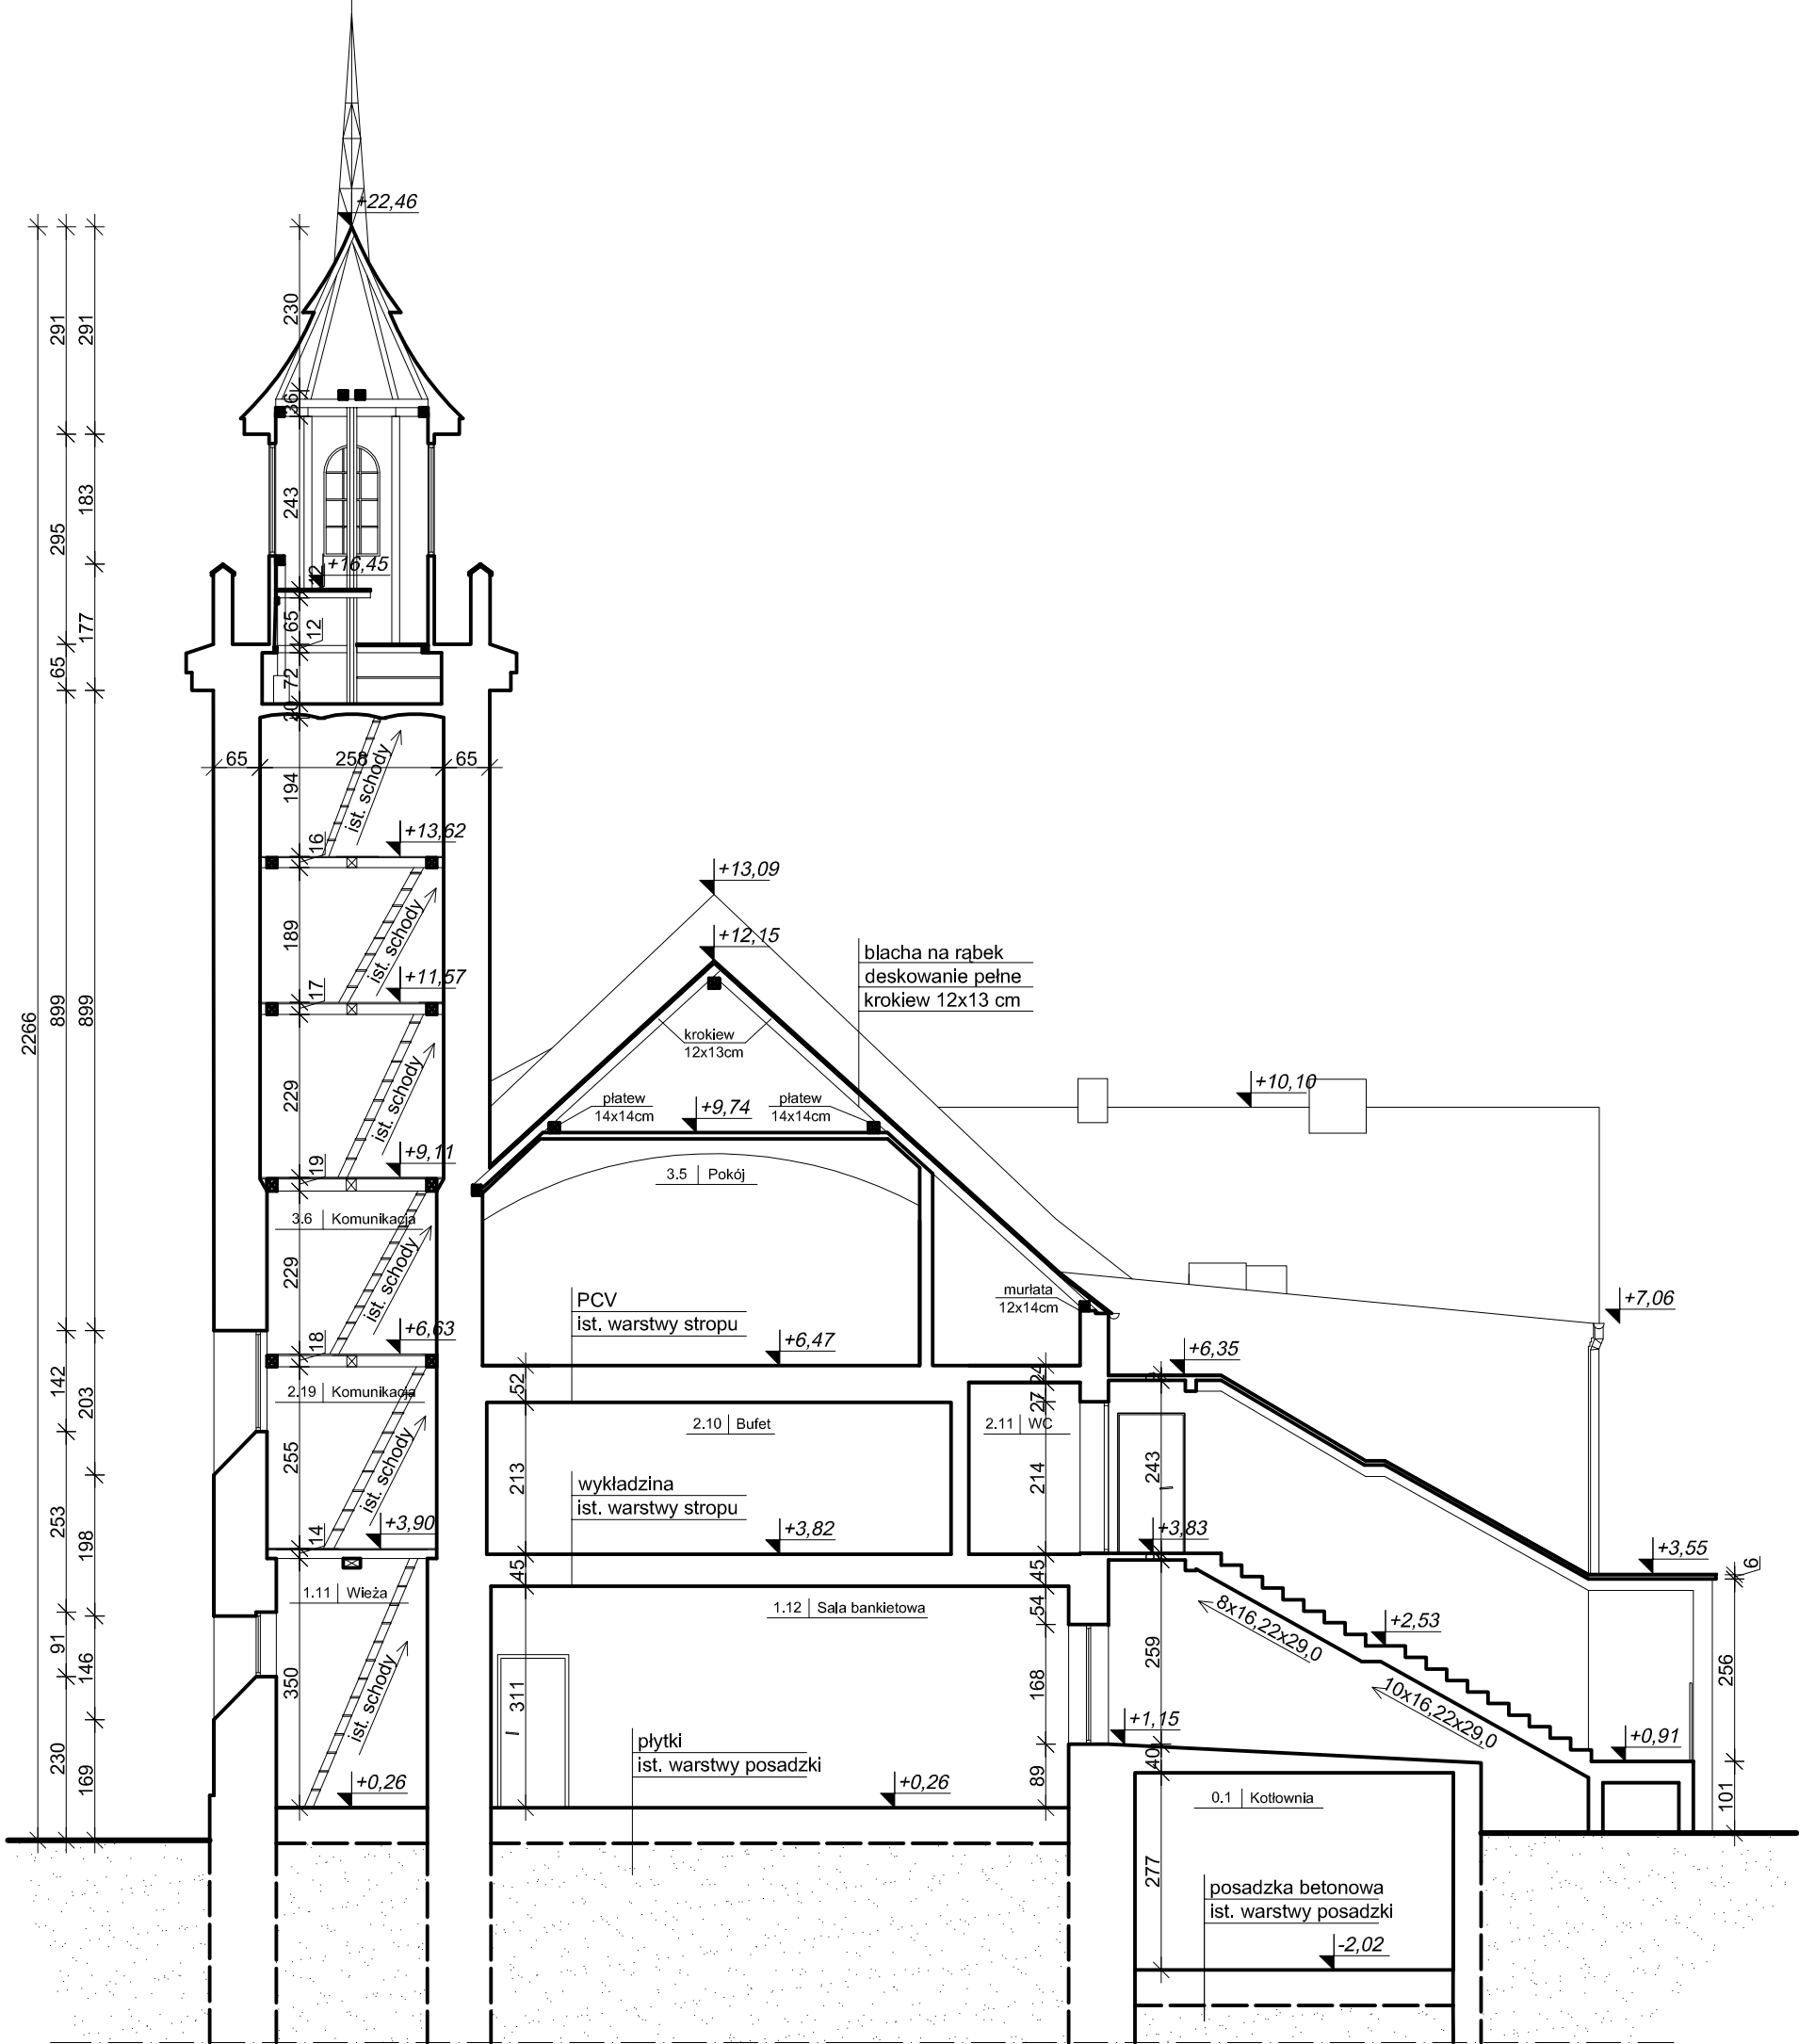 +22,46
230
291
291
36
243
183
295
+16,45
12
65
12
177
65
72
20
65
258
65
194
ist. schody
16
+13,62
+13,09
189
ist. schody
+12,15
blacha na rąbek
deskowanie pełne
krokiew 12x13 cm
17
+11,57
2266
899
899
krokiew
12x13cm
229
ist. schody
płatew
14x14cm
+9,74
płatew
14x14cm
+10,10
19
+9,11
3.5 | Pokój
3.6 | Komunikacja
229
ist. schody
PCV
ist. warstwy stropu
murłata
12x14cm
+7,06
18
+6,63
+6,47
+6,35
142
203
2.19 | Komunikacja
52
24
27
2.10 | Bufet
2.11 | WC
255
ist. schody
213
214
243
wykładzina
ist. warstwy stropu
253
198
14
+3,90
+3,82
+3,83
+3,55
6
45
45
1.11 | Wieża
1.12 | Sala bankietowa
54
8x16,22x29,0
+2,53
91
146
350
ist. schody
311
168
259
10x16,22x29,0
256
+1,15
+0,91
płytki
ist. warstwy posadzki
40
230
169
+0,26
+0,26
89
0.1 | Kotłownia
101
277
posadzka betonowa
ist. warstwy posadzki
-2,02